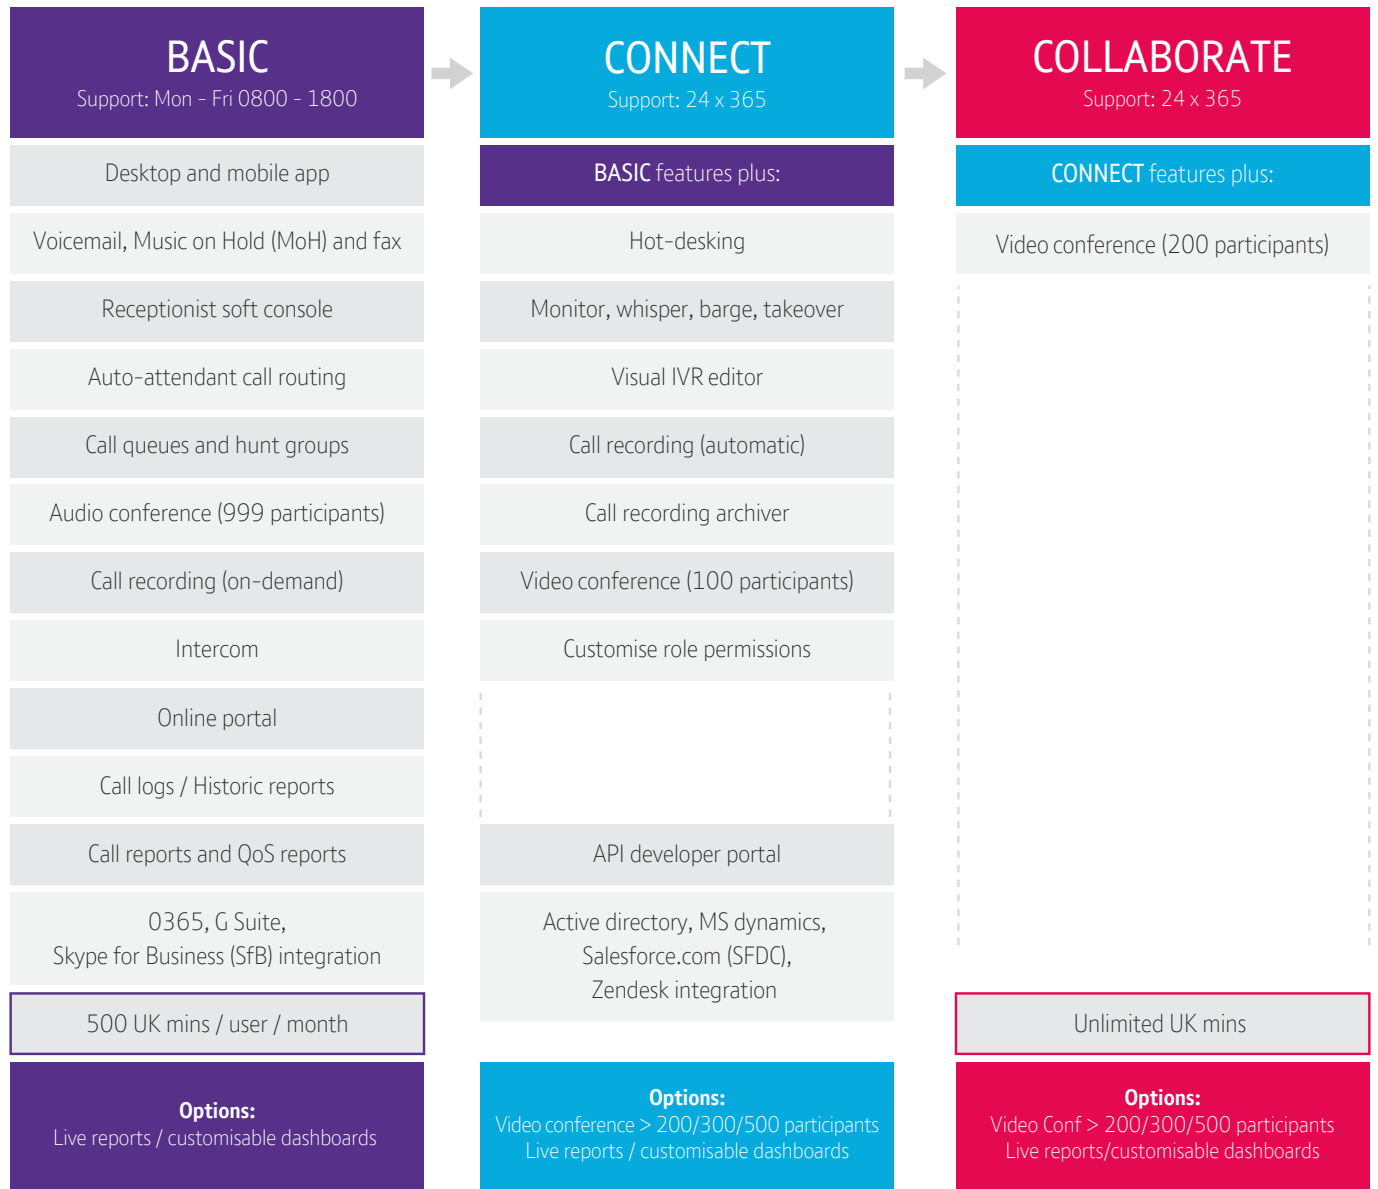 BASIC
Support: Mon - Fri 0800 - 1800
Desktop and mobile app
Voicemail, Music on Hold (MoH) and fax
Receptionist soft console
Auto-attendant call routing
Call queues and hunt groups
Audio conference (999 participants)
Call recording (on-demand)
Intercom
Online portal
Call logs / Historic reports
Call reports and QoS reports
0365, G Suite,
Skype for Business (SfB) integration
500 UK mins / user / month
Options:
Live reports / customisable dashboards
CONNECT
Support: 24 x 365
BASIC features plus:
Hot-desking
Monitor, whisper, barge, takeover
Visual IVR editor
Call recording (automatic)
Call recording archiver
Video conference (100 participants)
Customise role permissions
API developer portal
Active directory, MS dynamics,
Salesforce.com (SFDC),
Zendesk integration
Options:
Video conference > 200/300/500 participants
Live reports / customisable dashboards
COLLABORATE
Support: 24 x 365
CONNECT features plus:
Video conference (200 participants)
Unlimited UK mins
Options:
Video Conf > 200/300/500 participants
Live reports/customisable dashboards